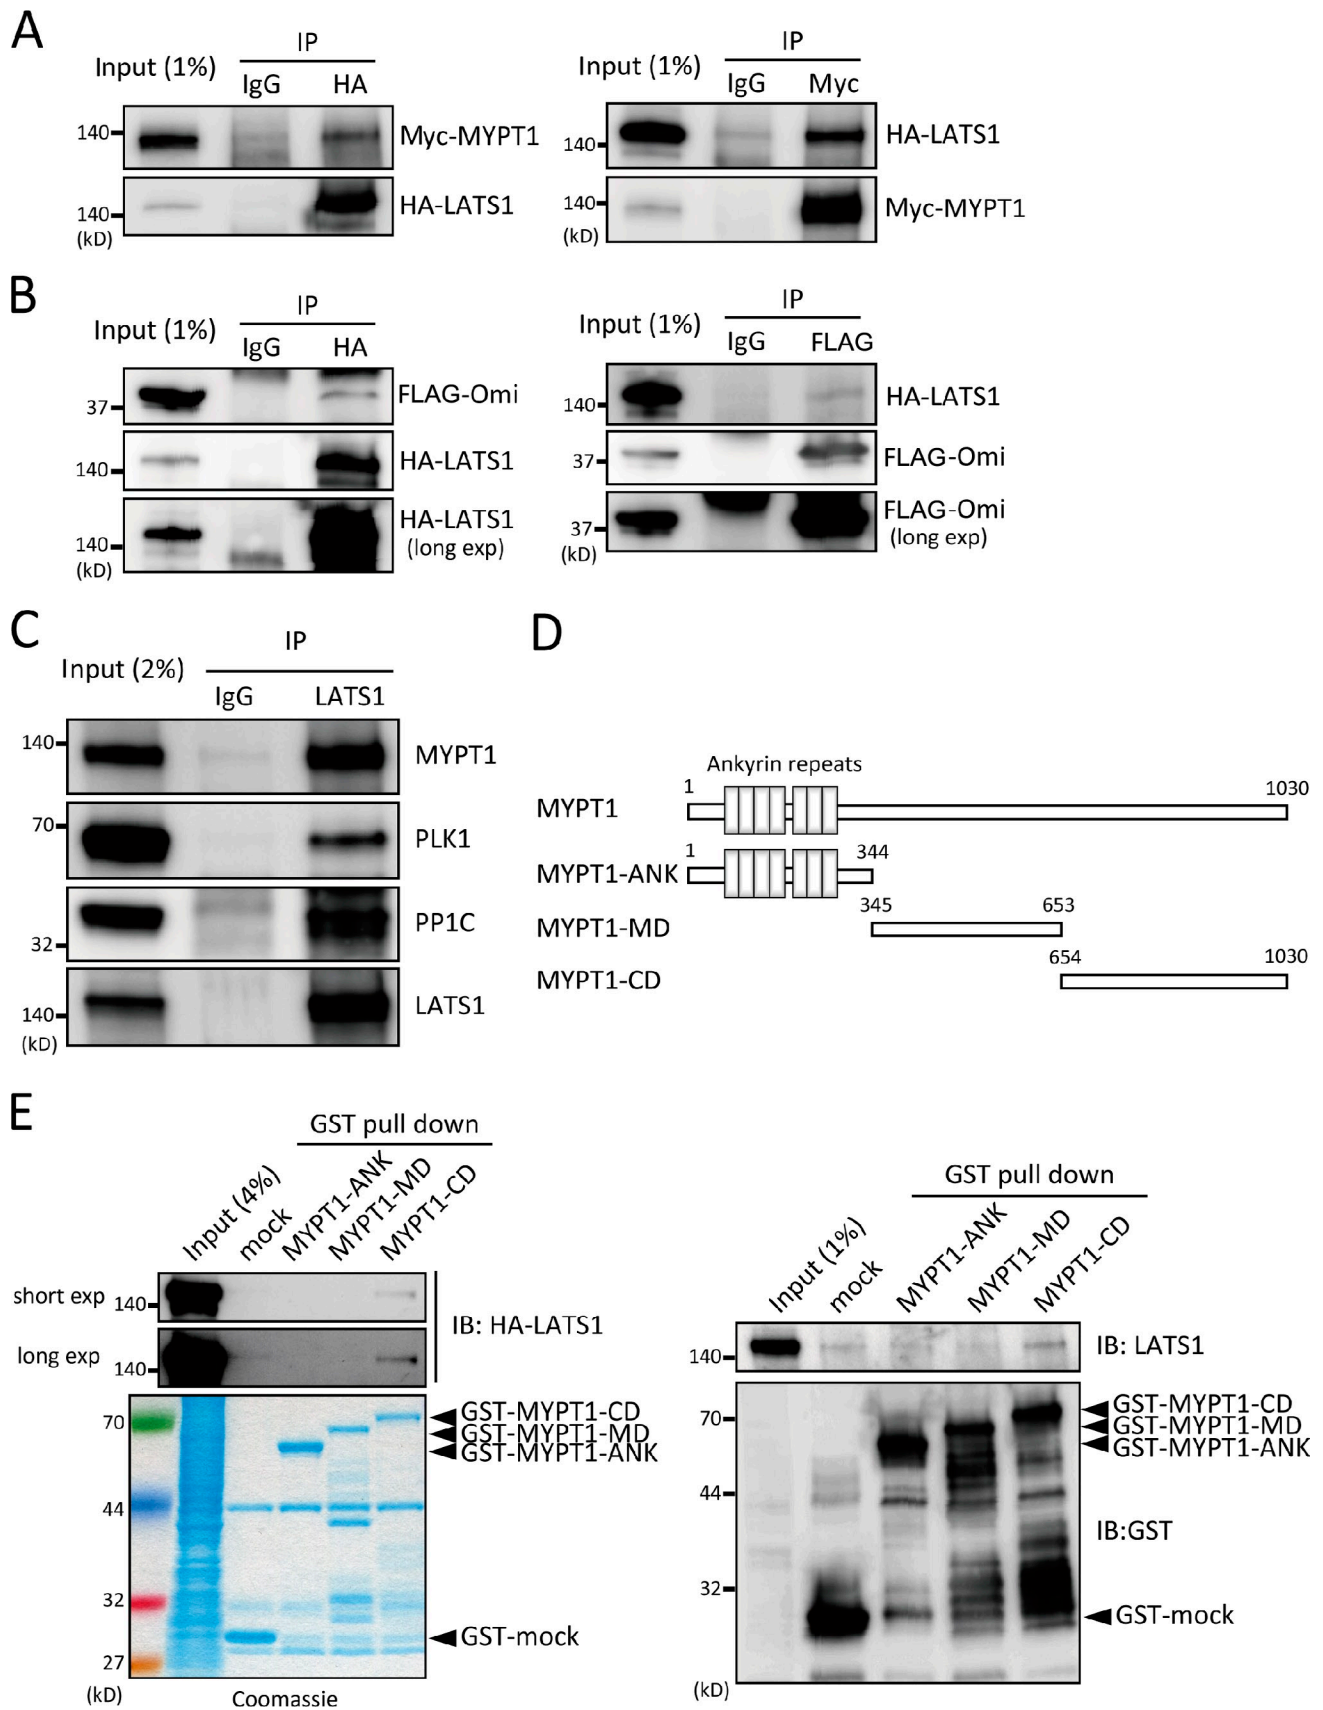 A
Input (1%)
IP
IgG
HA
140
Myc-MYPT1
140
HA-LATS1
(kD)
Input (1%)
IP
IgG
Myc
140
HA-LATS1
140
Myc-MYPT1
(kD)
B
Input (1%)
IP
IgG
HA
37
FLAG-Omi
140
HA-LATS1
140
HA-LATS1
(long exp)
(kD)
Input (1%)
IP
IgG
FLAG
140
HA-LATS1
37
FLAG-Omi
37
FLAG-Omi
(long exp)
(kD)
C
Input (2%)
IP
IgG
LATS1
140
MYPT1
70
PLK1
32
PP1C
140
LATS1
(kD)
D
Ankyrin repeats
MYPT1
1
1030
MYPT1-ANK
1
344
MYPT1-MD
345
653
MYPT1-CD
654
1030
E
GST pull down
Input (4%)
mock
MYPT1-ANK
MYPT1-MD
MYPT1-CD
short exp
140
long exp
140
IB: HA-LATS1
70
44
32
27
(kD)
GST-MYPT1-CD
GST-MYPT1-MD
GST-MYPT1-ANK
GST-mock
Coomassie
GST pull down
Input (1%)
mock
MYPT1-ANK
MYPT1-MD
MYPT1-CD
140
IB: LATS1
70
44
32
(kD)
GST-MYPT1-CD
GST-MYPT1-MD
GST-MYPT1-ANK
IB:GST
GST-mock